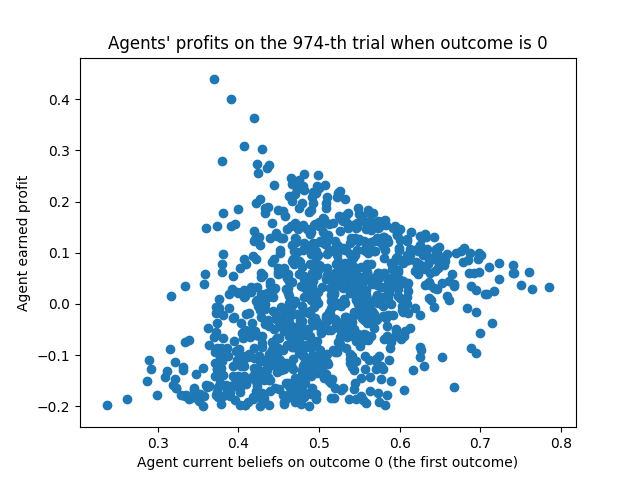 Agents' profits on the 974-th trial when outcome is 0
Agent earned profit
0.4
0.3
0.2
0.1
0.0
−0.1
−0.2
0.3 0.4 0.5 0.6 0.7 0.8
Agent current beliefs on outcome 0 (the first outcome)